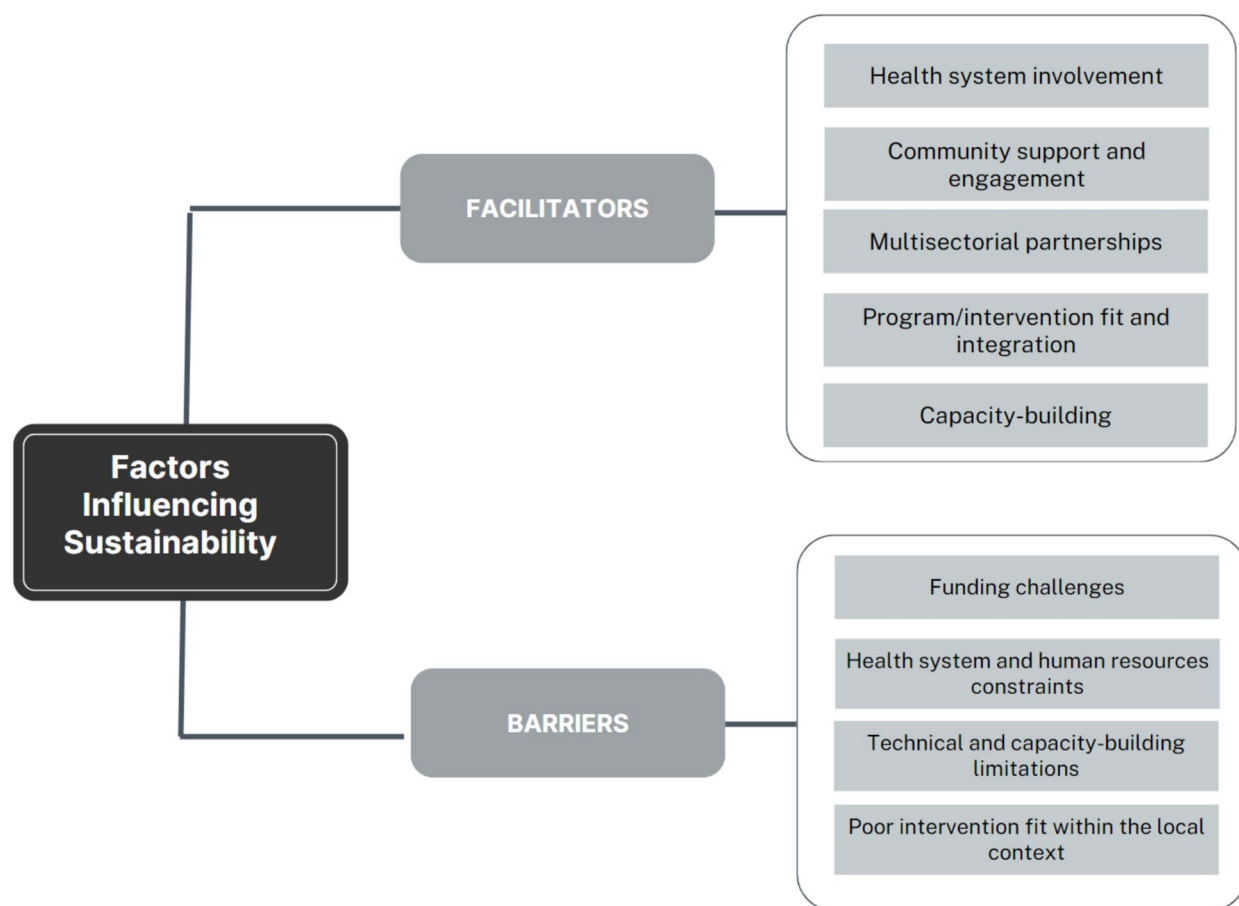 Factors
Influencing
Sustainability
FACILITATORS
Health system involvement
Community support and
engagement
Multisectorial partnerships
Program/intervention fit and
integration
Capacity-building
BARRIERS
Funding challenges
Health system and human resources
constraints
Technical and capacity-building
limitations
Poor intervention fit within the local
context